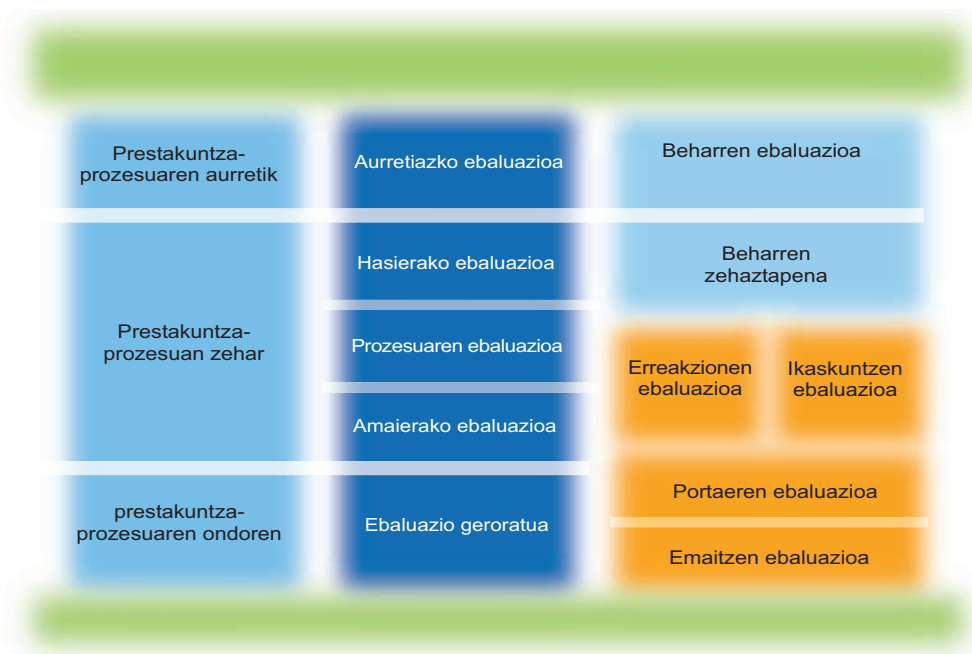 Prestakuntza-
prozesuaren aurretik
Aurretiazko ebaluazioa
Beharren ebaluazioa
Prestakuntza-
prozesuan zehar
Hasierako ebaluazioa
Beharren
zehaztapena
Prozesuaren ebaluazioa
Erreakzionen
ebaluazioa
Ikaskuntzen
ebaluazioa
Amaierako ebaluazioa
prestakuntza-
prozesuaren ondoren
Ebaluazio geroratua
Portaeren ebaluazioa
Emaitzen ebaluazioa